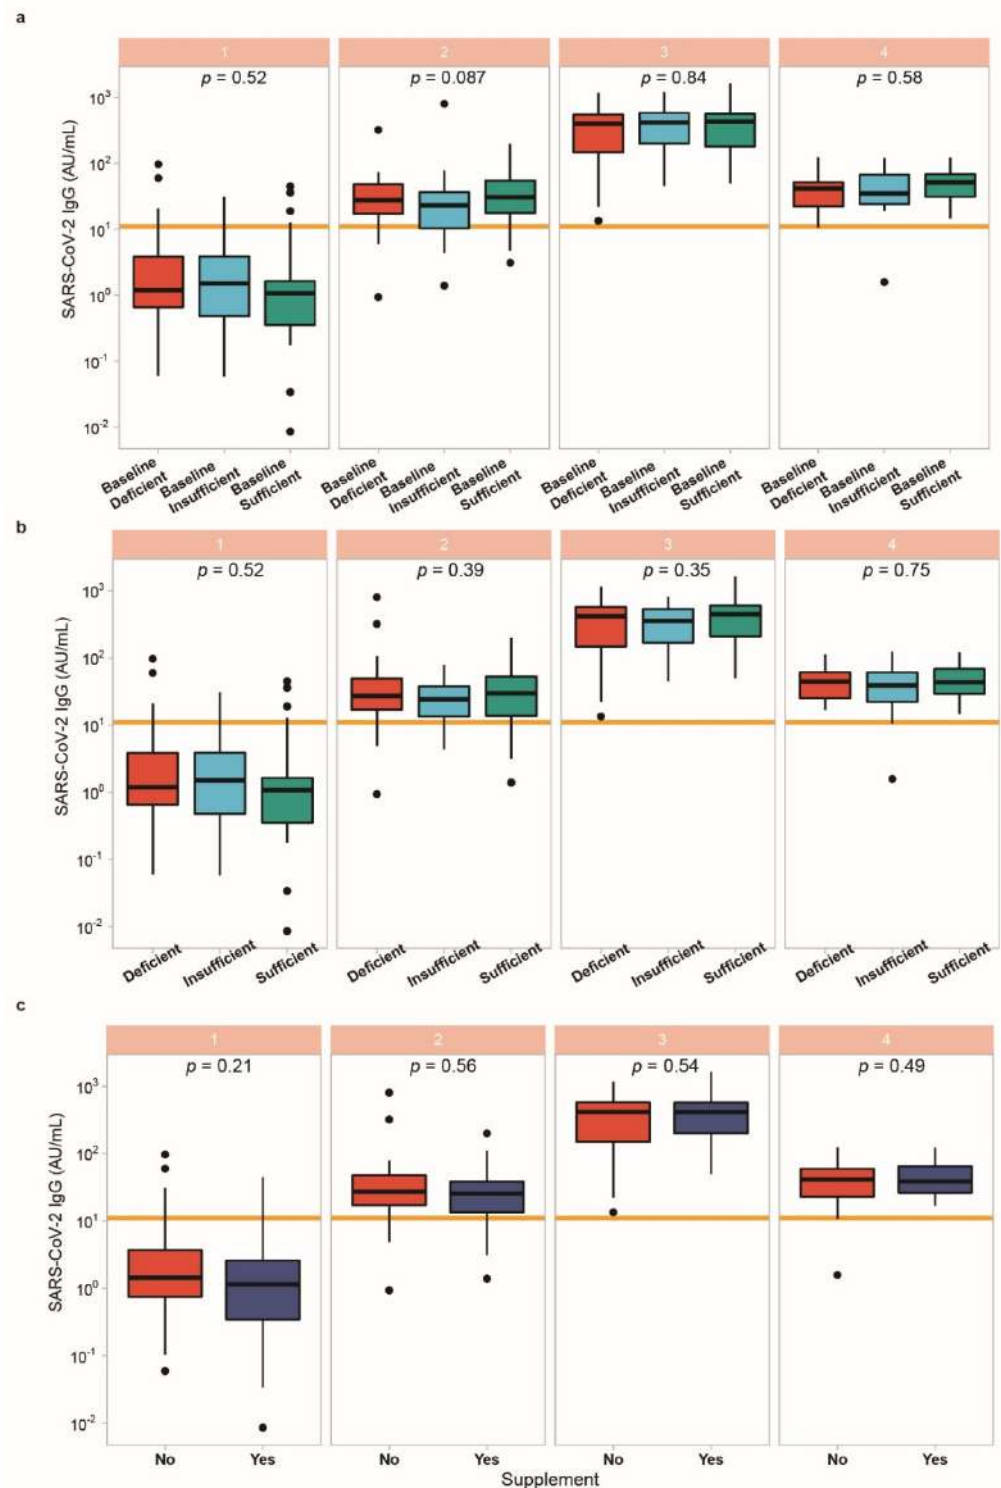 a
1 2 3 4
p = 0.52 p = 0.087 p = 0.84 p = 0.58
SARS-CoV-2 IgG (AU/mL)
10³
10²
10¹
10⁰
10⁻¹
10⁻²
Baseline Deficient Baseline Insufficient Baseline Sufficient Baseline Deficient Baseline Insufficient Baseline Sufficient Baseline Deficient Baseline Insufficient Baseline Sufficient Baseline Deficient Baseline Insufficient Baseline Sufficient
b
1 2 3 4
p = 0.52 p = 0.39 p = 0.35 p = 0.75
SARS-CoV-2 IgG (AU/mL)
10³
10²
10¹
10⁰
10⁻¹
10⁻²
Deficient Insufficient Sufficient Deficient Insufficient Sufficient Deficient Insufficient Sufficient Deficient Insufficient Sufficient
c
1 2 3 4
p = 0.21 p = 0.56 p = 0.54 p = 0.49
SARS-CoV-2 IgG (AU/mL)
10³
10²
10¹
10⁰
10⁻¹
10⁻²
No Yes No Yes No Yes No Yes
Supplement